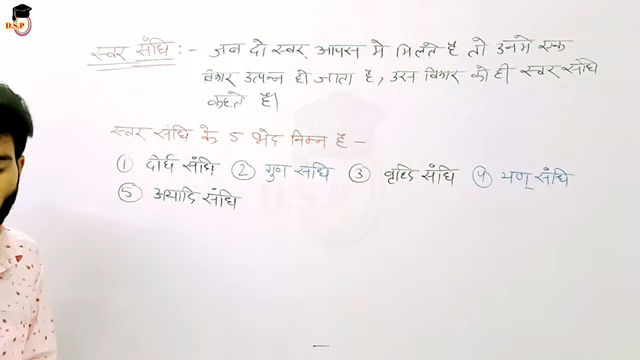 D.S.P
स्वर संधि :- जब दो स्वर आपस मे मिलते है तो उनमे एक
विकार उत्पन्न हो जाता है, उस विकार को ही स्वर संधि
कहते है।
स्वर संधि के 5 भेद निम्न है -
① दीर्घ संधि ② गुण संधि ③ वृद्धि संधि ④ यण् संधि
⑤ अयादि संधि